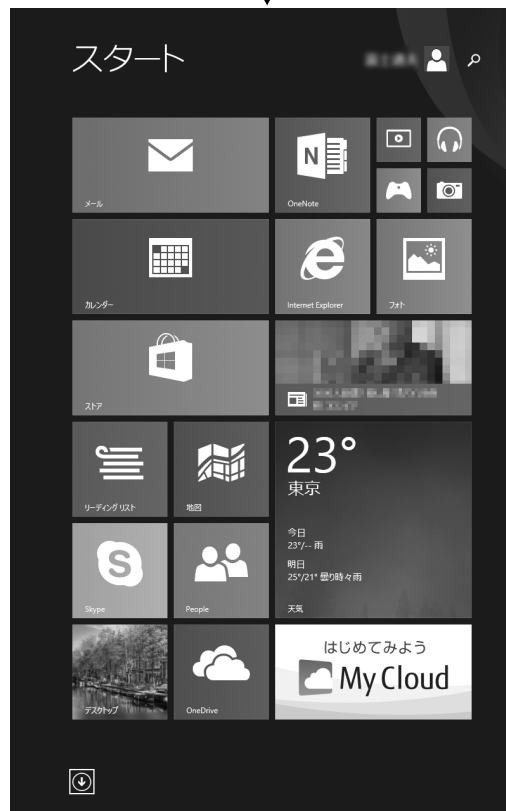 スタート
メール
OneNote
カレンダー
Internet Explorer
フォト
ストア
リーディング リスト
地図
23°
東京
今日
23°/-- 雨
明日
25°/21° 曇り時々雨
天気
Skype
People
デスクトップ
OneDrive
はじめてみよう
My Cloud